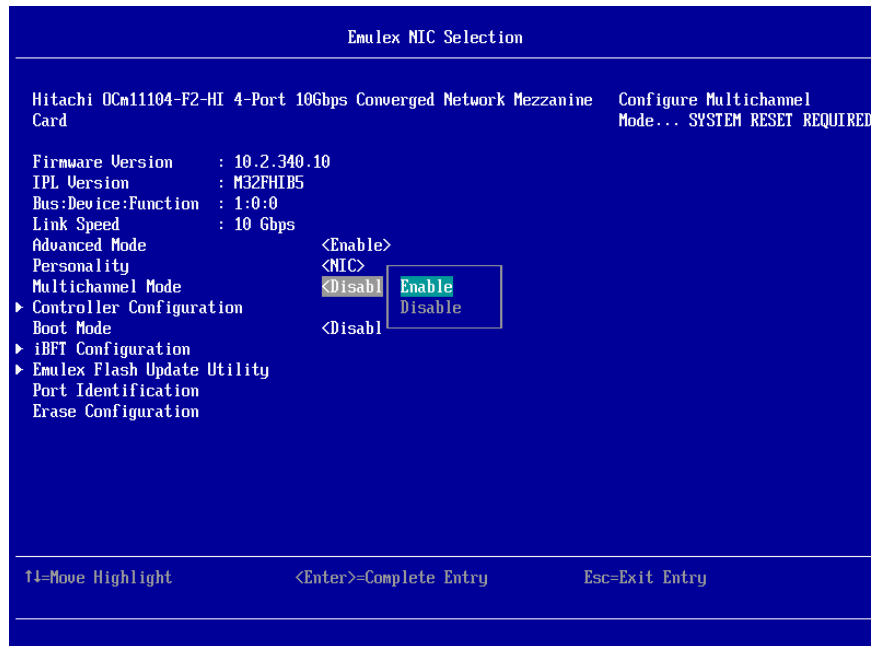 Emulex NIC Selection
Hitachi OCm11104-F2-HI 4-Port 10Gbps Converged Network Mezzanine
Card
Configure Multichannel
Mode... SYSTEM RESET REQUIRED
Firmware Version : 10.2.340.10
IPL Version : M32FHIB5
Bus:Device:Function : 1:0:0
Link Speed : 10 Gbps
Advanced Mode <Enable>
Personality <NIC>
Multichannel Mode <Disabl
Enable
Disable
Controller Configuration
Boot Mode <Disabl
iBFT Configuration
Emulex Flash Update Utility
Port Identification
Erase Configuration
↑↓=Move Highlight <Enter>=Complete Entry Esc=Exit Entry